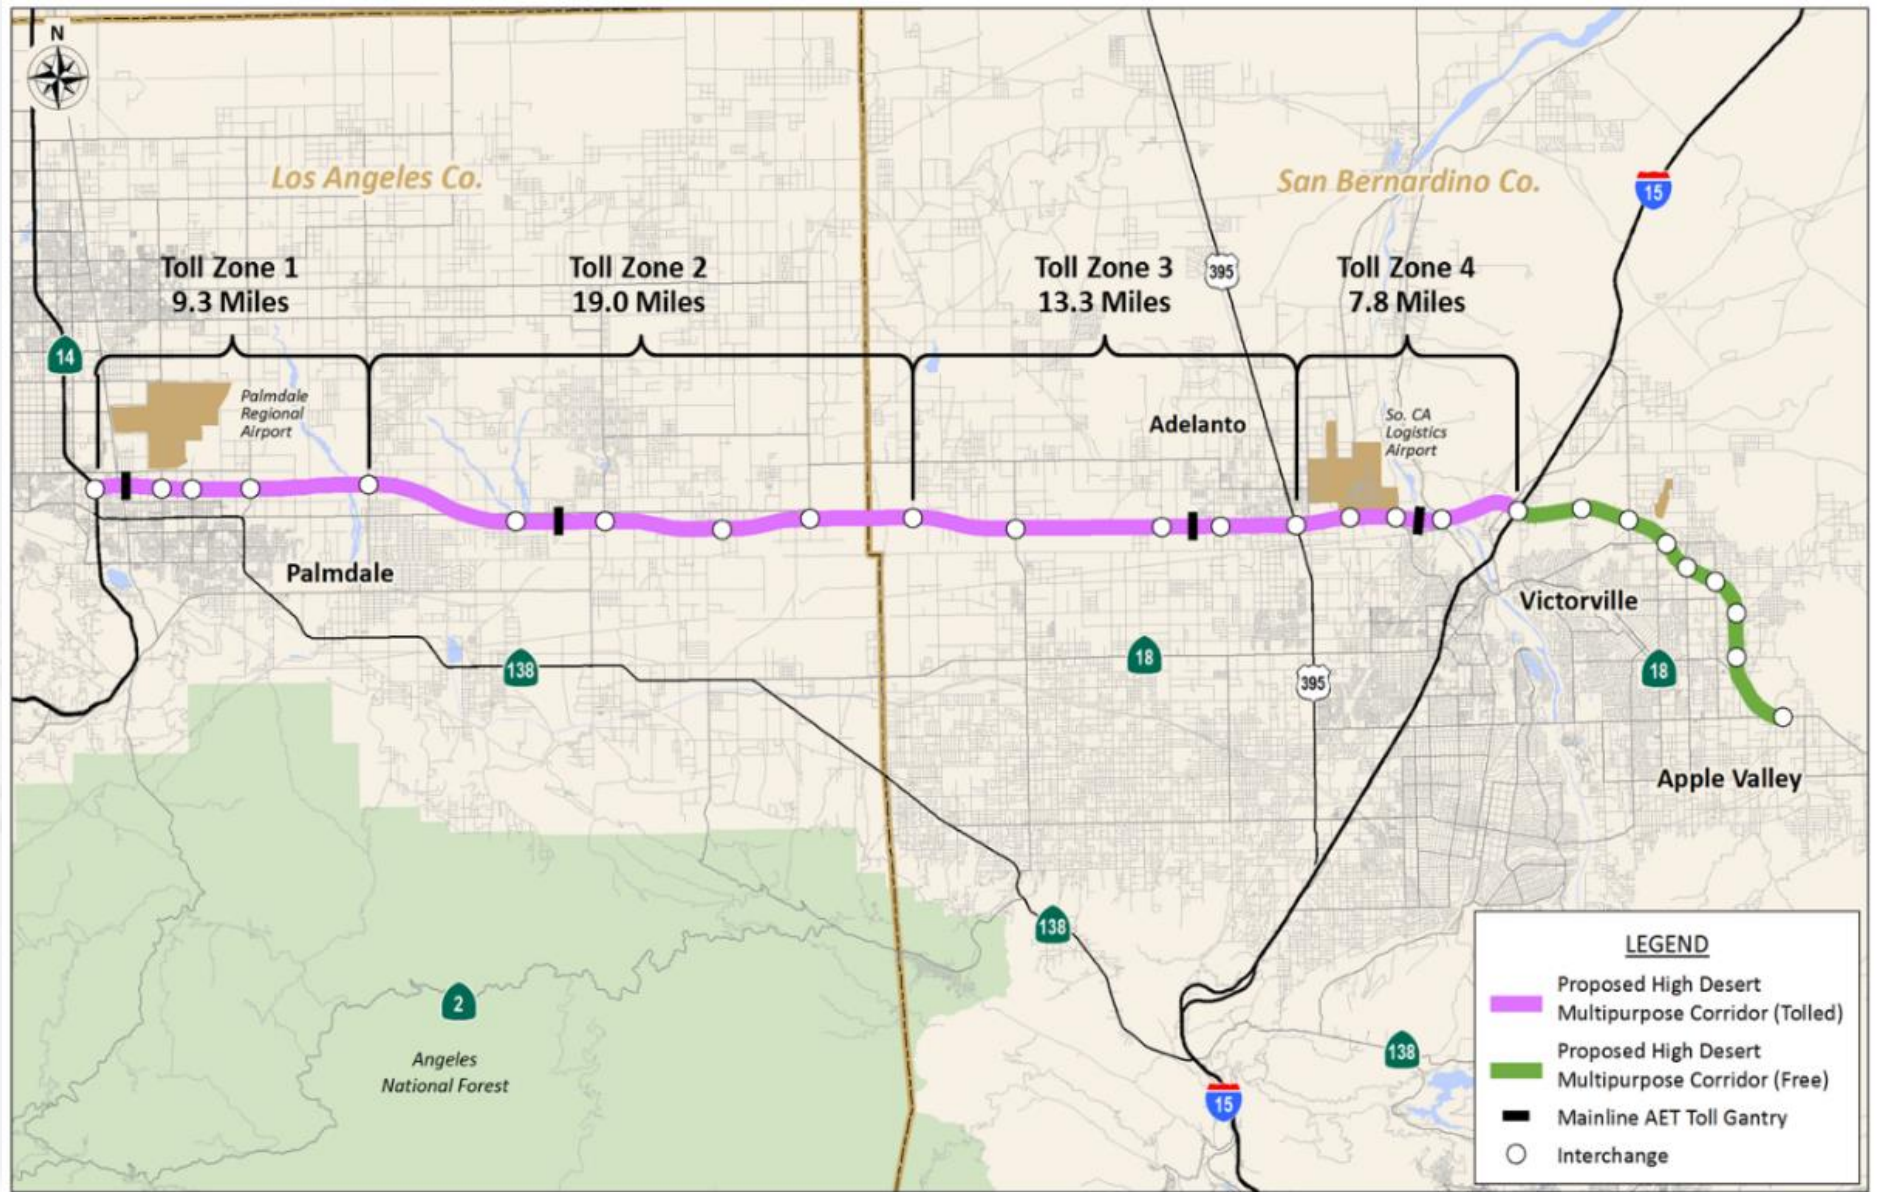 N
Los Angeles Co.
San Bernardino Co.
15
Toll Zone 1
9.3 Miles
Toll Zone 2
19.0 Miles
Toll Zone 3
13.3 Miles
395
Toll Zone 4
7.8 Miles
14
Palmdale
Regional
Airport
Adelanto
So. CA
Logistics
Airport
Palmdale
Victorville
138
18
395
18
Apple Valley
138
2
Angeles
National Forest
138
15
LEGEND
Proposed High Desert
Multipurpose Corridor (Tolled)
Proposed High Desert
Multipurpose Corridor (Free)
Mainline AET Toll Gantry
Interchange